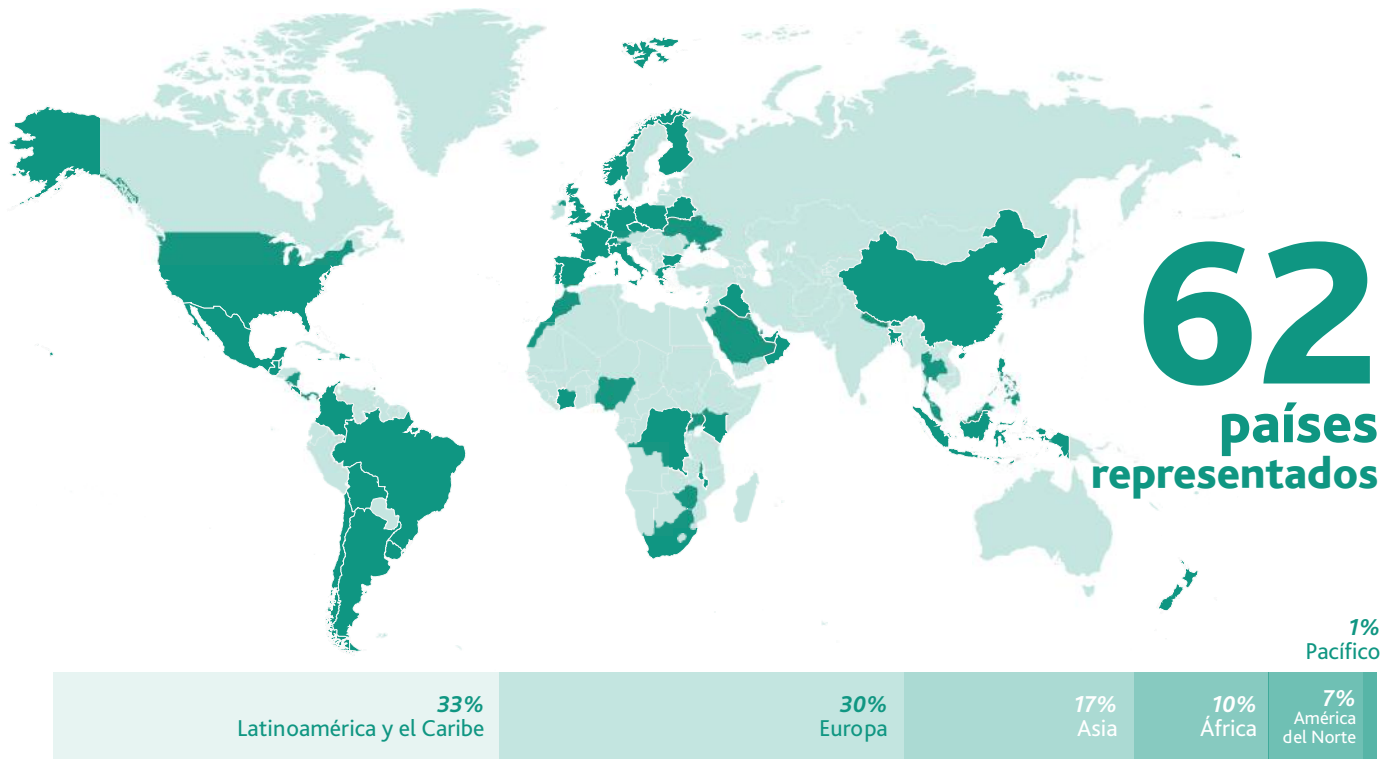 62
países
representados
1%
Pacífico
33%
Latinoamérica y el Caribe
30%
Europa
17%
Asia
10%
África
7%
América
del Norte